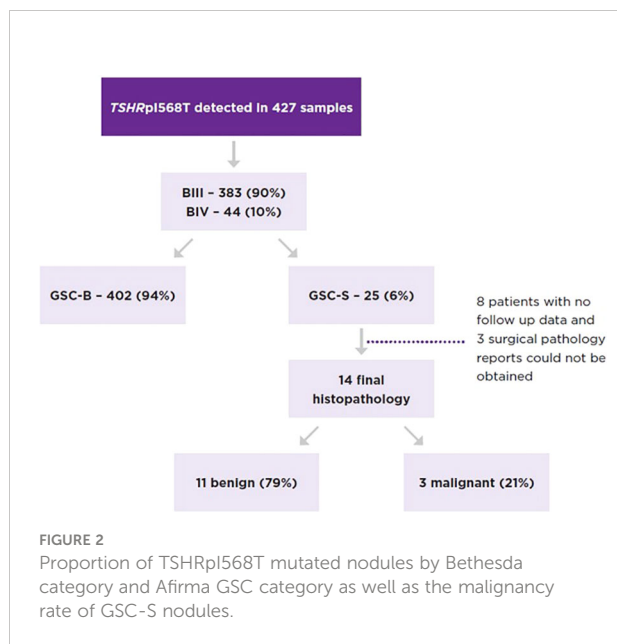 TSHRpI568T detected in 427 samples
BIII – 383 (90%)
BIV – 44 (10%)
GSC-B – 402 (94%)
GSC-S – 25 (6%)
8 patients with no
follow up data and
3 surgical pathology
reports could not be
obtained
14 final
histopathology
11 benign (79%)
3 malignant (21%)
FIGURE 2
Proportion of TSHRpI568T mutated nodules by Bethesda
category and Afirma GSC category as well as the malignancy
rate of GSC-S nodules.